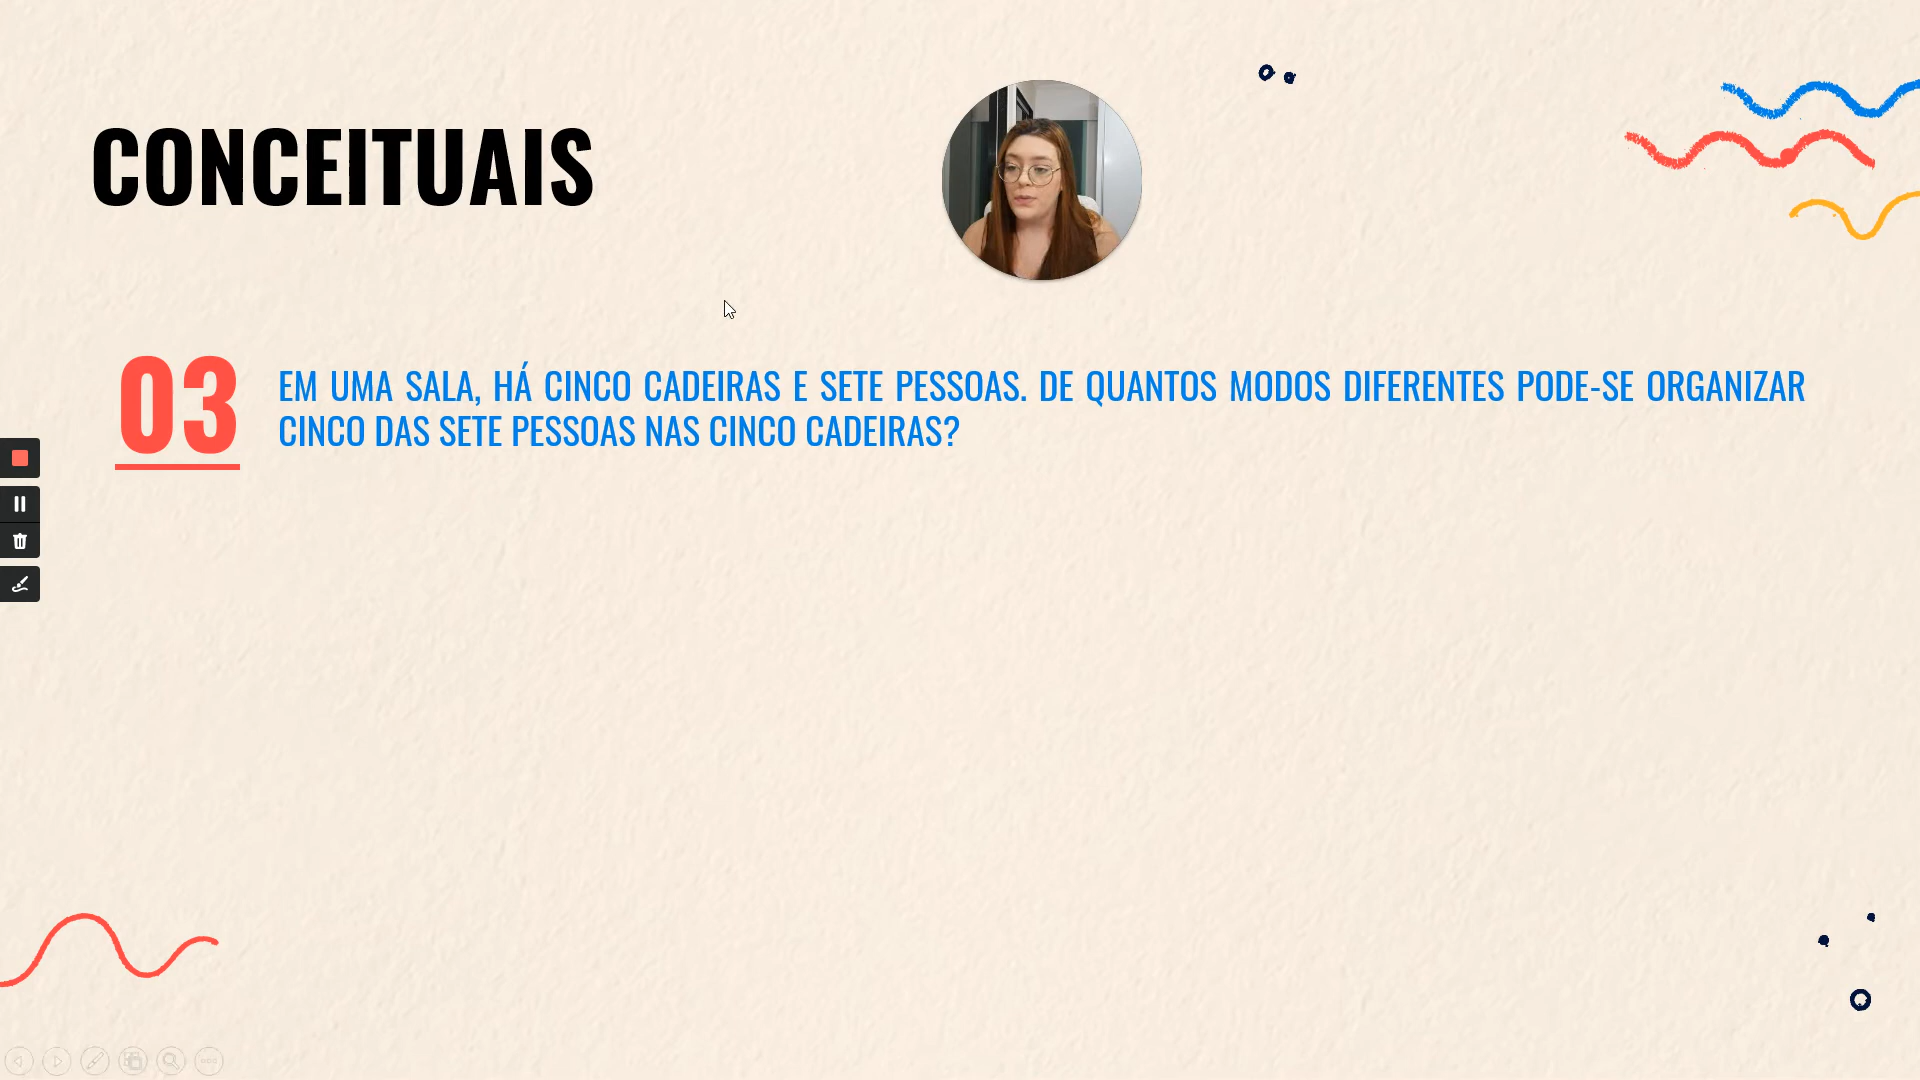 CONCEITUAIS
03
EM UMA SALA, HÁ CINCO CADEIRAS E SETE PESSOAS. DE QUANTOS MODOS DIFERENTES PODE-SE ORGANIZAR
CINCO DAS SETE PESSOAS NAS CINCO CADEIRAS?